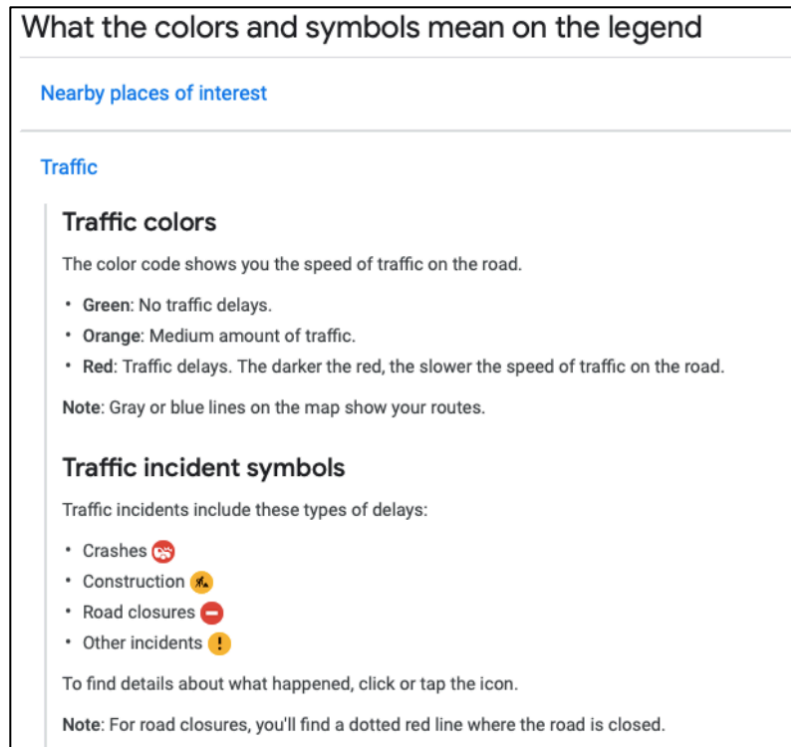 What the colors and symbols mean on the legend
Nearby places of interest
Traffic
Traffic colors
The color code shows you the speed of traffic on the road.
• Green: No traffic delays.
• Orange: Medium amount of traffic.
• Red: Traffic delays. The darker the red, the slower the speed of traffic on the road.
Note: Gray or blue lines on the map show your routes.
Traffic incident symbols
Traffic incidents include these types of delays:
• Crashes
• Construction
• Road closures
• Other incidents
To find details about what happened, click or tap the icon.
Note: For road closures, you'll find a dotted red line where the road is closed.